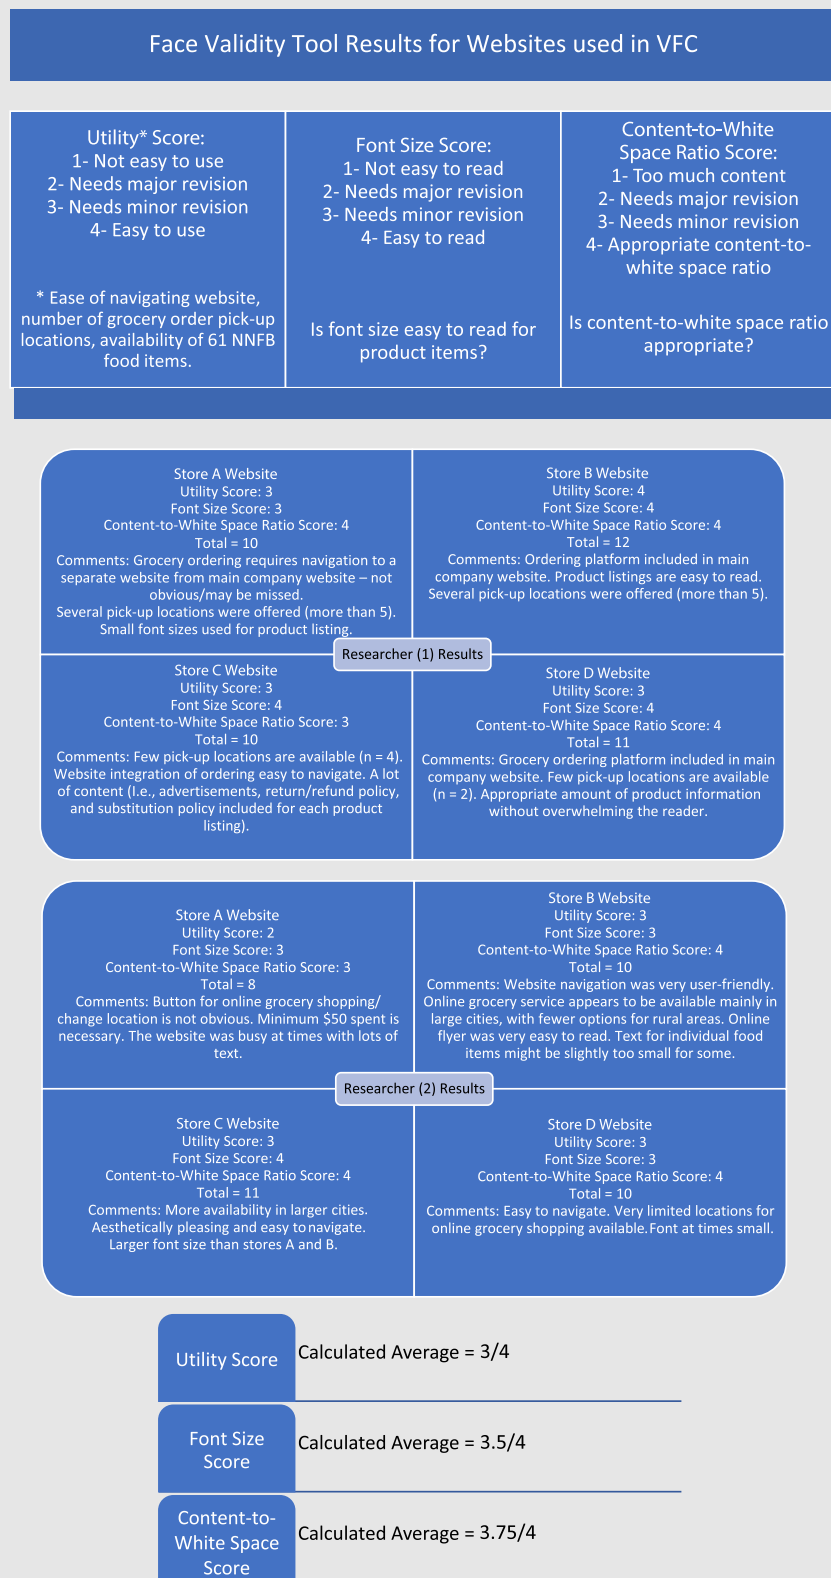 Face Validity Tool Results for Websites used in VFC
Utility* Score:
1- Not easy to use
2- Needs major revision
3- Needs minor revision
4- Easy to use
* Ease of navigating website,
number of grocery order pick-up
locations, availability of 61 NNFB
food items.
Font Size Score:
1- Not easy to read
2- Needs major revision
3- Needs minor revision
4- Easy to read
Is font size easy to read for
product items?
Content-to-White
Space Ratio Score:
1- Too much content
2- Needs major revision
3- Needs minor revision
4- Appropriate content-to-
white space ratio
Is content-to-white space ratio
appropriate?
Store A Website
Utility Score: 3
Font Size Score: 3
Content-to-White Space Ratio Score: 4
Total = 10
Comments: Grocery ordering requires navigation to a
separate website from main company website – not
obvious/may be missed.
Several pick-up locations were offered (more than 5).
Small font sizes used for product listing.
Store B Website
Utility Score: 4
Font Size Score: 4
Content-to-White Space Ratio Score: 4
Total = 12
Comments: Ordering platform included in main
company website. Product listings are easy to read.
Several pick-up locations were offered (more than 5).
Researcher (1) Results
Store C Website
Utility Score: 3
Font Size Score: 4
Content-to-White Space Ratio Score: 3
Total = 10
Comments: Few pick-up locations are available (n = 4).
Website integration of ordering easy to navigate. A lot
of content (I.e., advertisements, return/refund policy,
and substitution policy included for each product
listing).
Store D Website
Utility Score: 3
Font Size Score: 4
Content-to-White Space Ratio Score: 4
Total = 11
Comments: Grocery ordering platform included in main
company website. Few pick-up locations are available
(n = 2). Appropriate amount of product information
without overwhelming the reader.
Store A Website
Utility Score: 2
Font Size Score: 3
Content-to-White Space Ratio Score: 3
Total = 8
Comments: Button for online grocery shopping/
change location is not obvious. Minimum $50 spent is
necessary. The website was busy at times with lots of
text.
Store B Website
Utility Score: 3
Font Size Score: 3
Content-to-White Space Ratio Score: 4
Total = 10
Comments: Website navigation was very user-friendly.
Online grocery service appears to be available mainly in
large cities, with fewer options for rural areas. Online
flyer was very easy to read. Text for individual food
items might be slightly too small for some.
Researcher (2) Results
Store C Website
Utility Score: 3
Font Size Score: 4
Content-to-White Space Ratio Score: 4
Total = 11
Comments: More availability in larger cities.
Aesthetically pleasing and easy to navigate.
Larger font size than stores A and B.
Store D Website
Utility Score: 3
Font Size Score: 3
Content-to-White Space Ratio Score: 4
Total = 10
Comments: Easy to navigate. Very limited locations for
online grocery shopping available. Font at times small.
Utility Score
Calculated Average = 3/4
Font Size
Score
Calculated Average = 3.5/4
Content-to-
White Space
Score
Calculated Average = 3.75/4